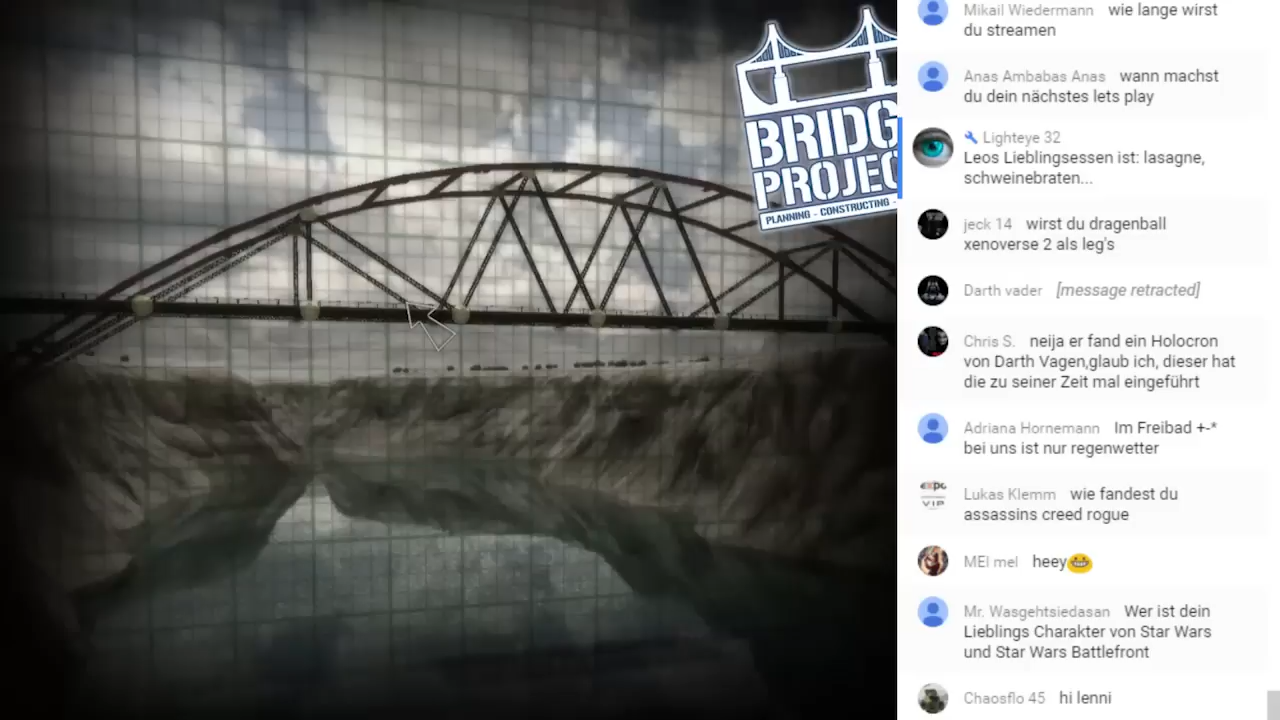 BRIDG
PROJEC
PLANNING - CONSTRUCTING -
Mikail Wiedermann wie lange wirst
du streamen
Anas Ambabas Anas wann machst
du dein nächstes lets play
Lighteye 32
Leos Lieblingsessen ist: lasagne,
schweinebraten...
jeck 14 wirst du dragenball
xenoverse 2 als leg's
Darth vader [message retracted]
Chris S. neija er fand ein Holocron
von Darth Vagen,glaub ich, dieser hat
die zu seiner Zeit mal eingeführt
Adriana Hornemann Im Freibad +-*
bei uns ist nur regenwetter
expo
VIP
Lukas Klemm wie fandest du
assassins creed rogue
MEI mel heey😁
Mr. Wasgehtsiedasan Wer ist dein
Lieblings Charakter von Star Wars
und Star Wars Battlefront
Chaosflo 45 hi lenni